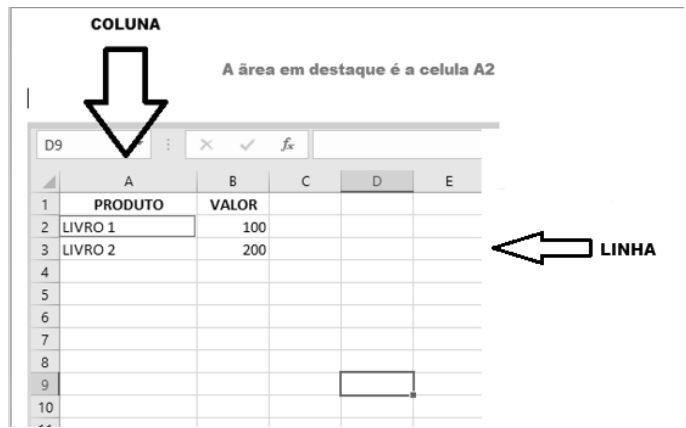 COLUNA
A ãrea em destaque é a celula A2
D9 fx
A B C D E
1 PRODUTO VALOR
2 LIVRO 1 100
3 LIVRO 2 200
LINHA
4
5
6
7
8
9
10